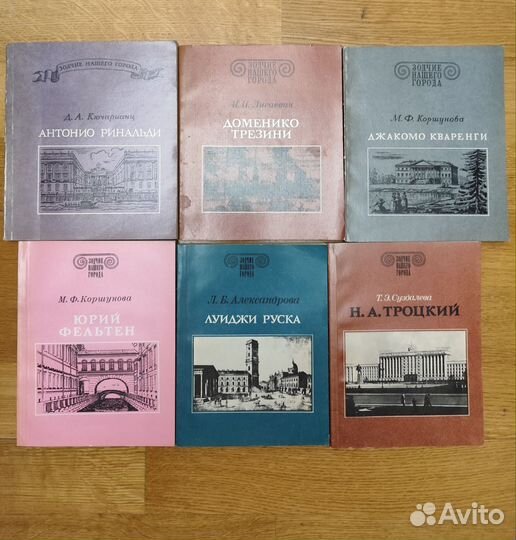 ЗОДЧИЕ НАШЕГО ГОРОДА
Д. А. Кючарианц
АНТОНИО РИНАЛЬДИ
ЗОДЧИЕ
НАШЕГО
ГОРОДА
И. И. Лисаевич
ДОМЕНИКО
ТРЕЗИНИ
ЗОДЧИЕ
НАШЕГО
ГОРОДА
М. Ф. Коршунова
ДЖАКОМО КВАРЕНГИ
ЗОДЧИЕ
НАШЕГО
ГОРОДА
М. Ф. Коршунова
ЮРИЙ
ФЕЛЬТЕН
ЗОДЧИЕ
НАШЕГО
ГОРОДА
Л. Б. Александрова
ЛУИДЖИ РУСКА
ЗОДЧИЕ
НАШЕГО
ГОРОДА
Т. Э. Суздалева
Н. А. ТРОЦКИЙ
Avito